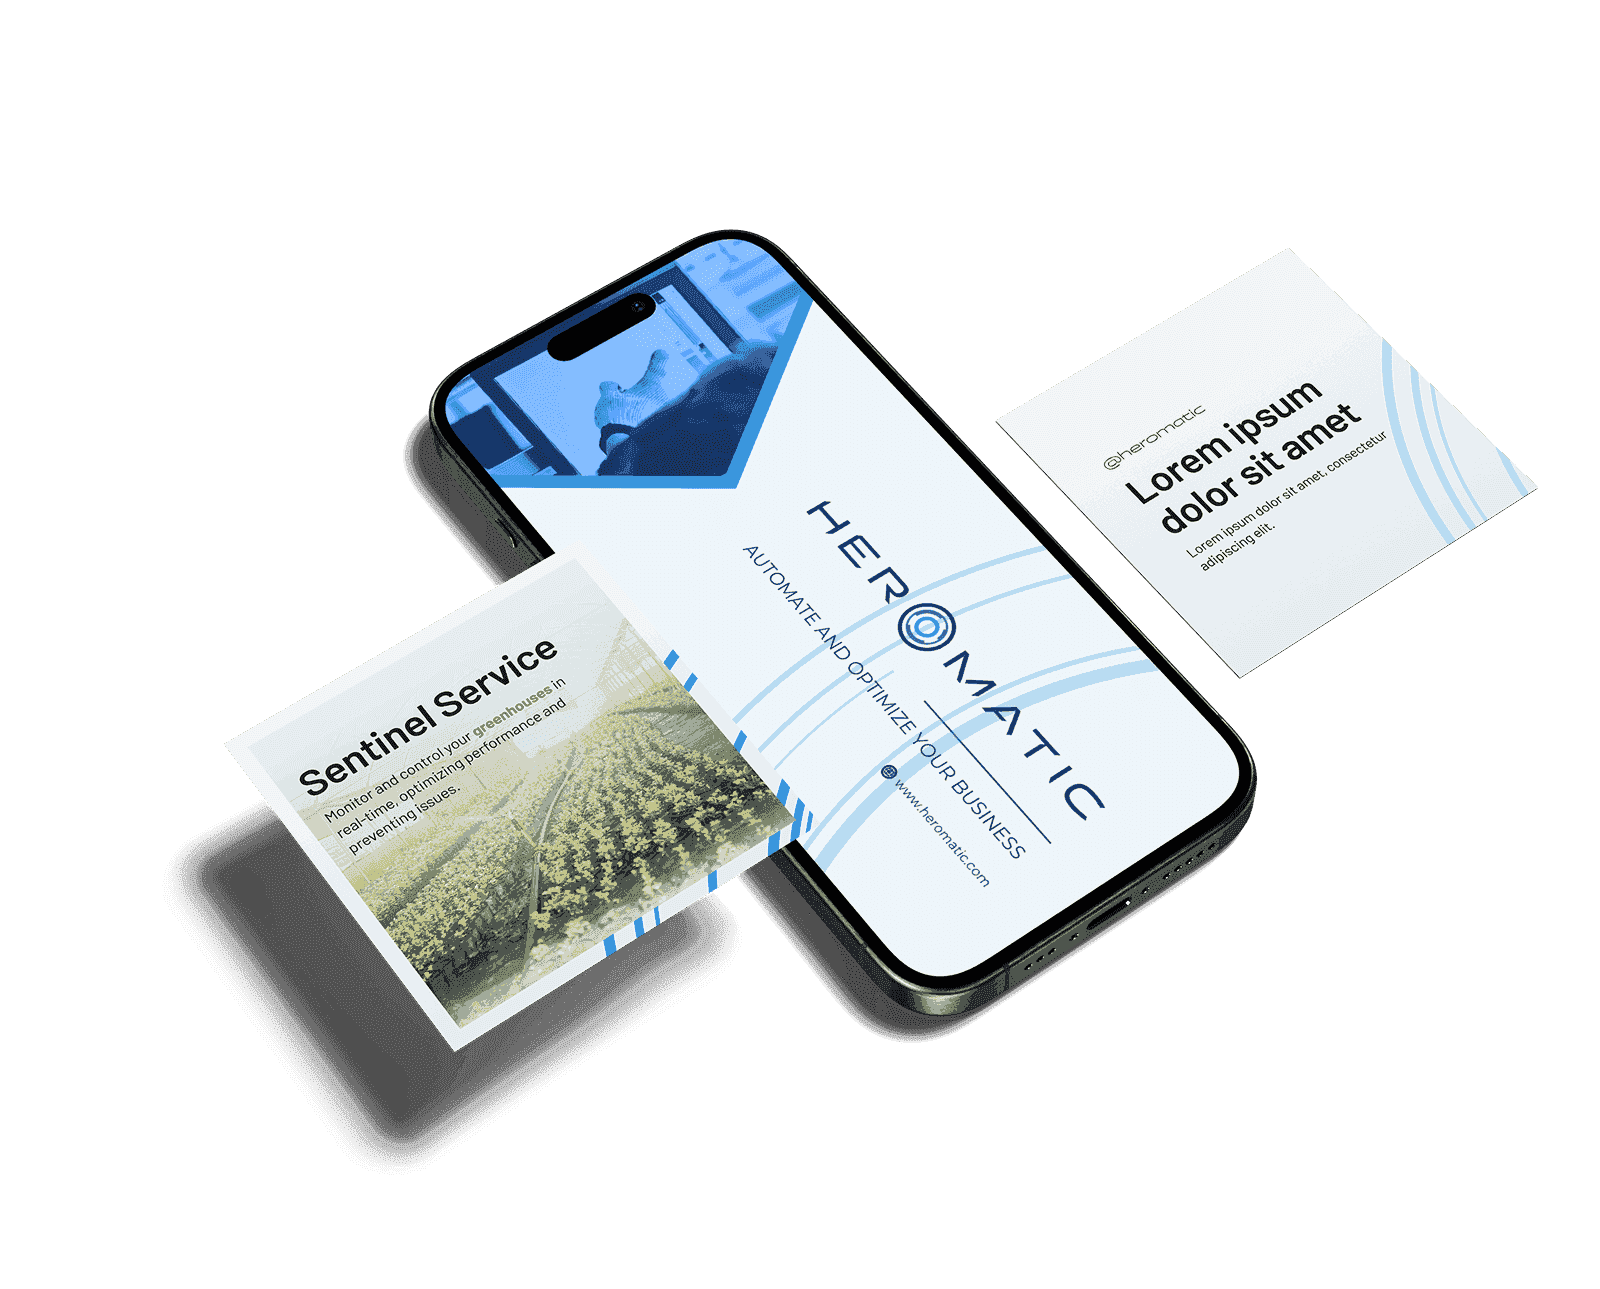 Sentinel Service
Monitor and control your greenhouses in
real-time, optimizing performance and
preventing issues.
HEROMATIC
AUTOMATE AND OPTIMIZE YOUR BUSINESS
www.heromatic.com
@heromatic
Lorem ipsum
dolor sit amet
Lorem ipsum dolor sit amet, consectetur
adipiscing elit.